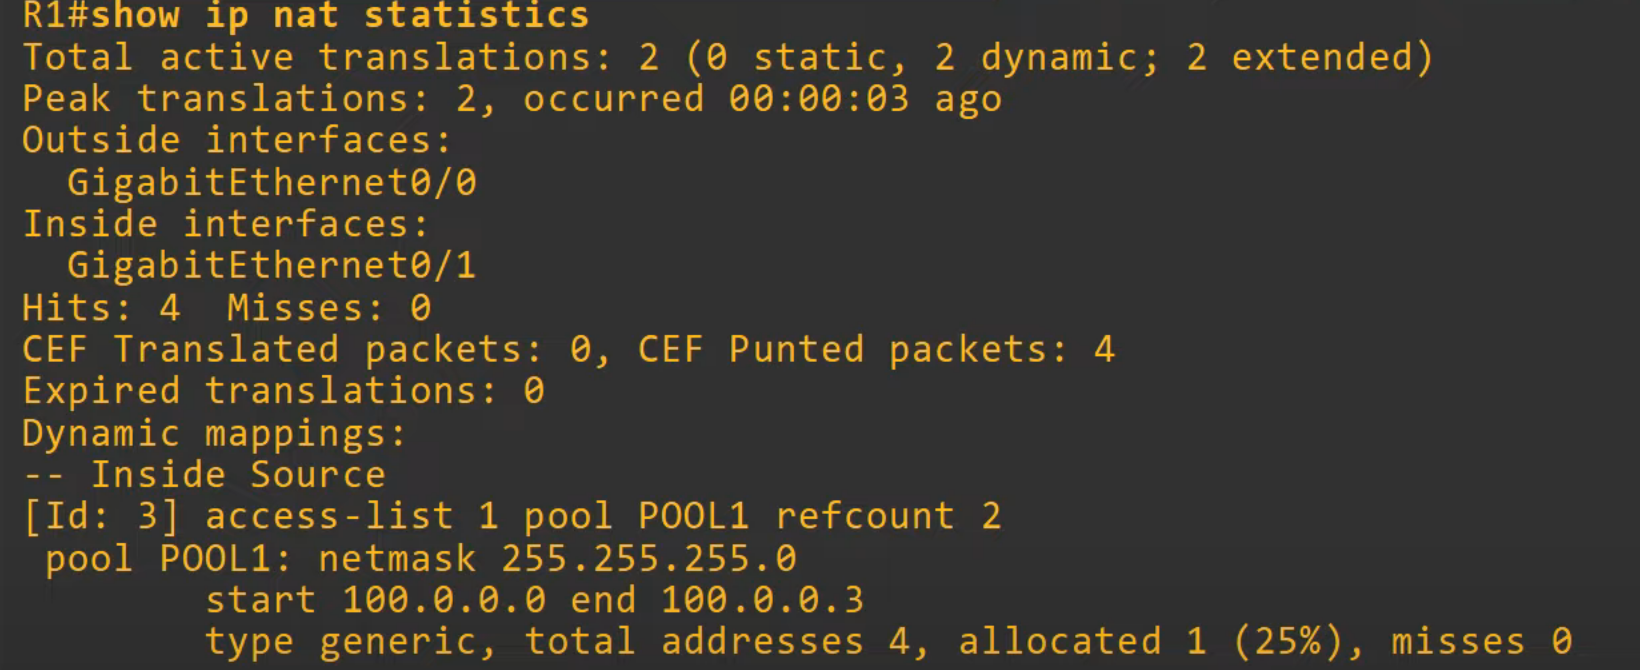 R1#show ip nat statistics
Total active translations: 2 (0 static, 2 dynamic; 2 extended)
Peak translations: 2, occurred 00:00:03 ago
Outside interfaces:
  GigabitEthernet0/0
Inside interfaces:
  GigabitEthernet0/1
Hits: 4  Misses: 0
CEF Translated packets: 0, CEF Punted packets: 4
Expired translations: 0
Dynamic mappings:
-- Inside Source
[Id: 3] access-list 1 pool POOL1 refcount 2
 pool POOL1: netmask 255.255.255.0
        start 100.0.0.0 end 100.0.0.3
        type generic, total addresses 4, allocated 1 (25%), misses 0